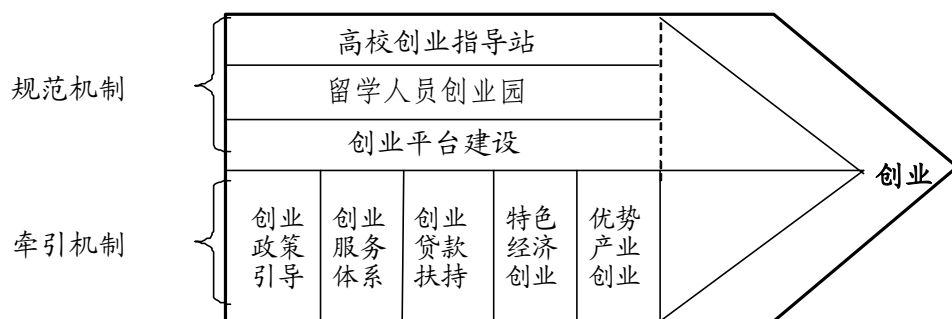 规范机制
高校创业指导站
留学人员创业园
创业平台建设
创业
牵引机制
创业
政策
引导
创业
服务
体系
创业
贷款
扶持
特色
经济
创业
优势
产业
创业